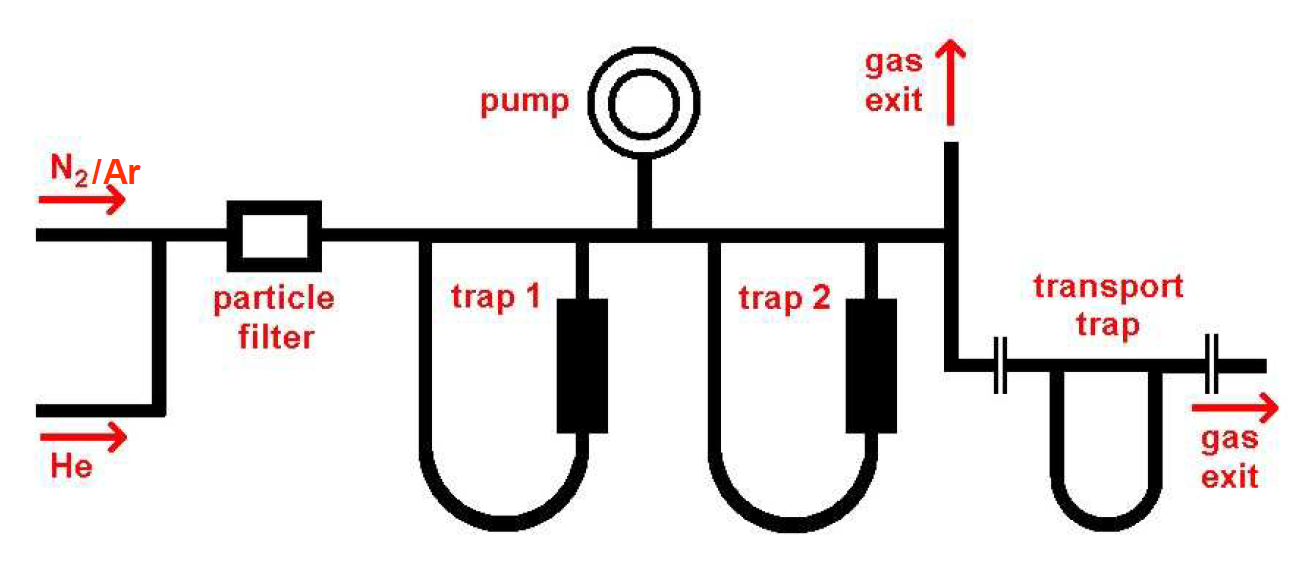 gas
exit
pump
N₂/Ar
particle
filter
trap 1
trap 2
transport
trap
He
gas
exit